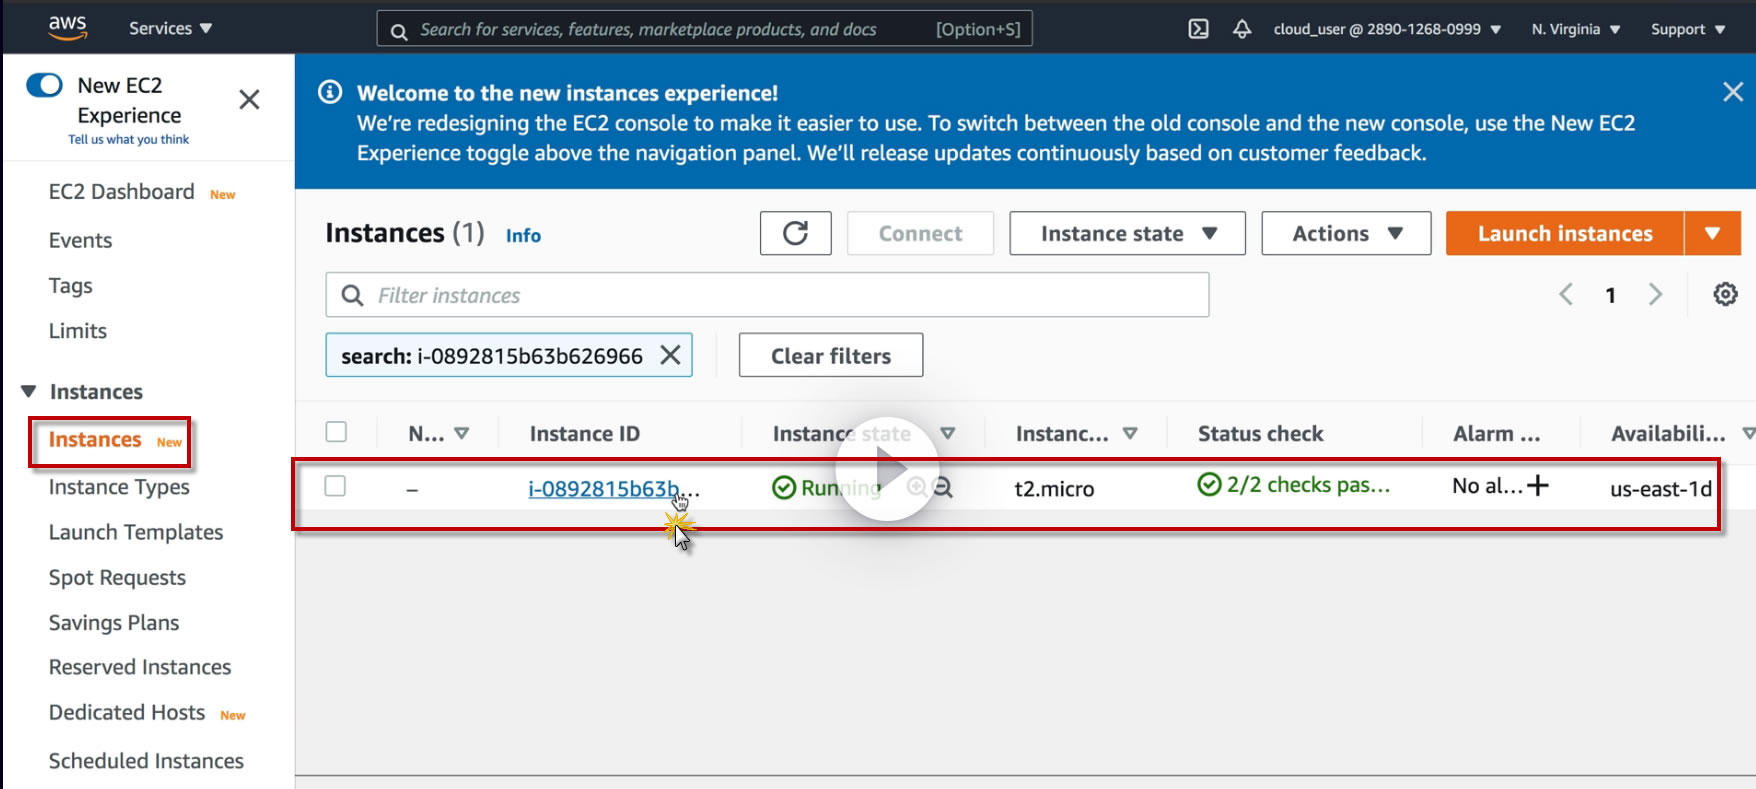 aws Services Search for services, features, marketplace products, and docs [Option+S] cloud_user @ 2890-1268-0999 N. Virginia Support
New EC2
Experience
Tell us what you think
EC2 Dashboard New
Events
Tags
Limits
Instances
Instances New
Instance Types
Launch Templates
Spot Requests
Savings Plans
Reserved Instances
Dedicated Hosts New
Scheduled Instances
Welcome to the new instances experience!
We're redesigning the EC2 console to make it easier to use. To switch between the old console and the new console, use the New EC2
Experience toggle above the navigation panel. We'll release updates continuously based on customer feedback.
Instances (1) Info Connect Instance state Actions Launch instances
Filter instances 1
search: i-0892815b63b626966 Clear filters
N... Instance ID Instance state Instanc... Status check Alarm ... Availabili...
– i-0892815b63b... Running t2.micro 2/2 checks pas... No al... us-east-1d